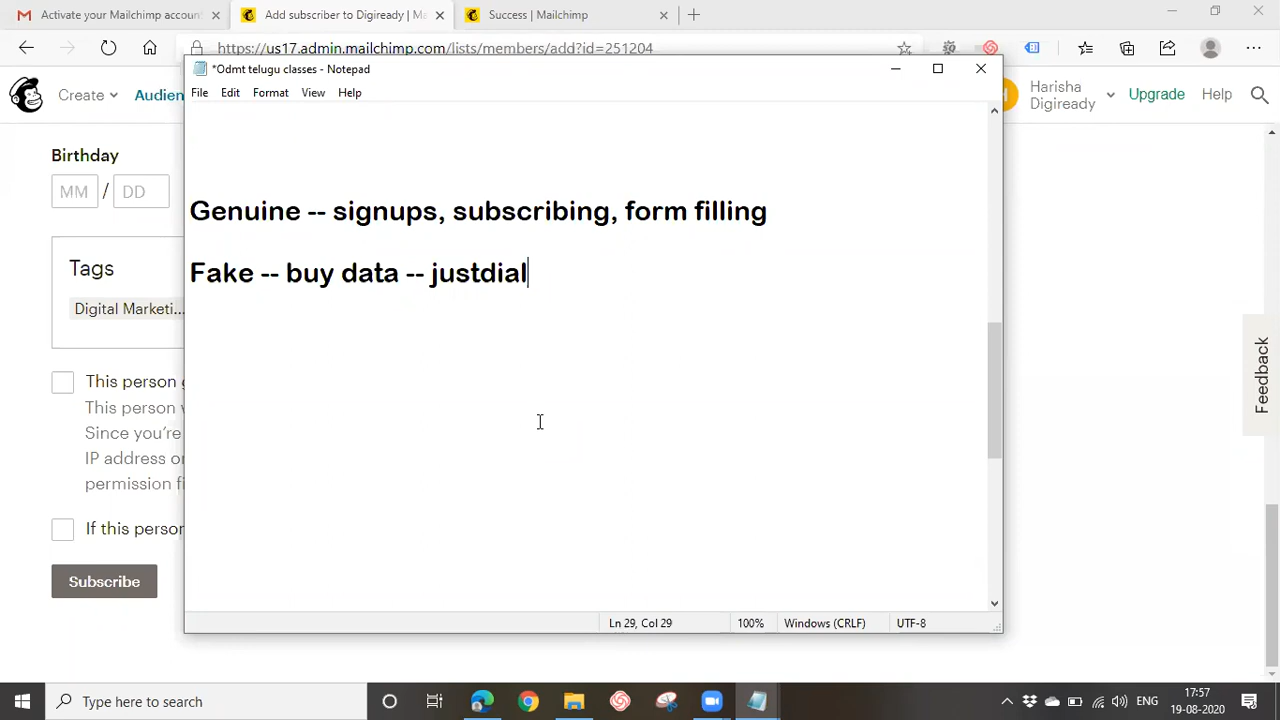 Activate your Mailchimp accoun
Add subscriber to Digiready | Ma
Success | Mailchimp
https://us17.admin.mailchimp.com/lists/members/add?id=251204
*Odmt telugu classes - Notepad
File Edit Format View Help
Create
Audien
Harisha
Digiready
Upgrade
Help
Birthday
MM / DD
Genuine -- signups, subscribing, form filling
Fake -- buy data -- justdial
Tags
Digital Marketi...
This person g
This person w
Since you're
IP address or
permission fi
If this person
Subscribe
Feedback
Ln 29, Col 29
100%
Windows (CRLF)
UTF-8
Type here to search
ENG
17:57
19-08-2020